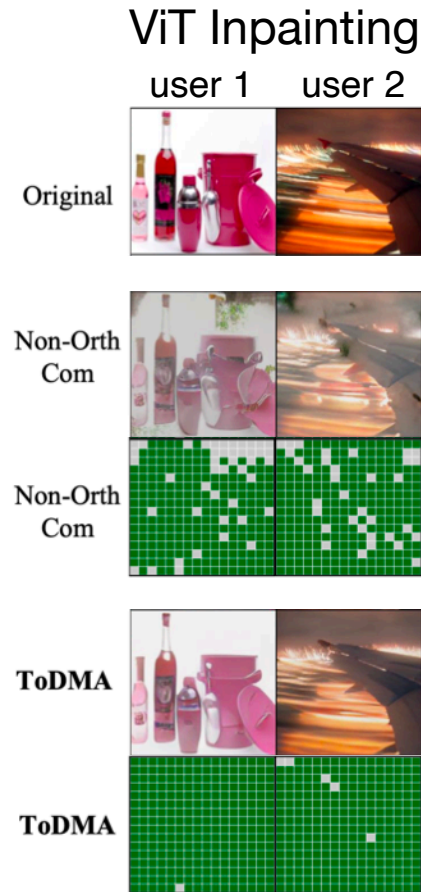 ViT Inpainting
user 1 user 2
Original
Non-Orth
Com
Non-Orth
Com
ToDMA
ToDMA